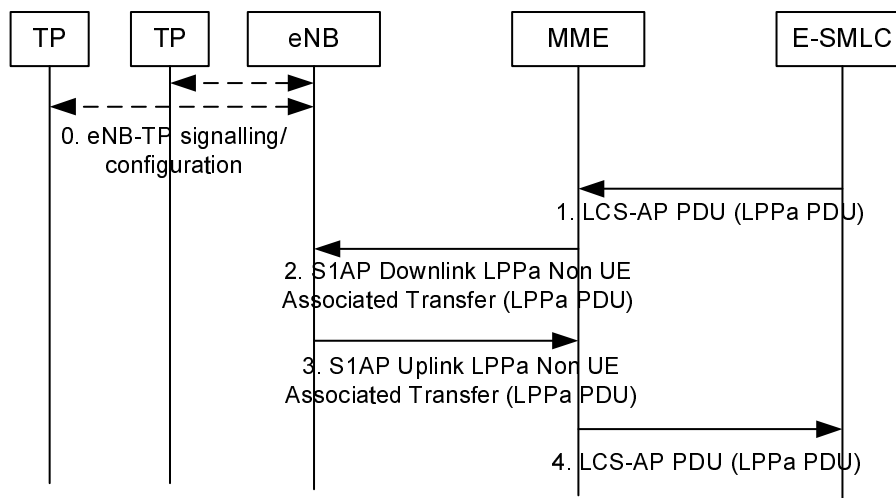 TP TP eNB MME E-SMLC
0. eNB-TP signalling/
configuration
1. LCS-AP PDU (LPPa PDU)
2. S1AP Downlink LPPa Non UE
Associated Transfer (LPPa PDU)
3. S1AP Uplink LPPa Non UE
Associated Transfer (LPPa PDU)
4. LCS-AP PDU (LPPa PDU)